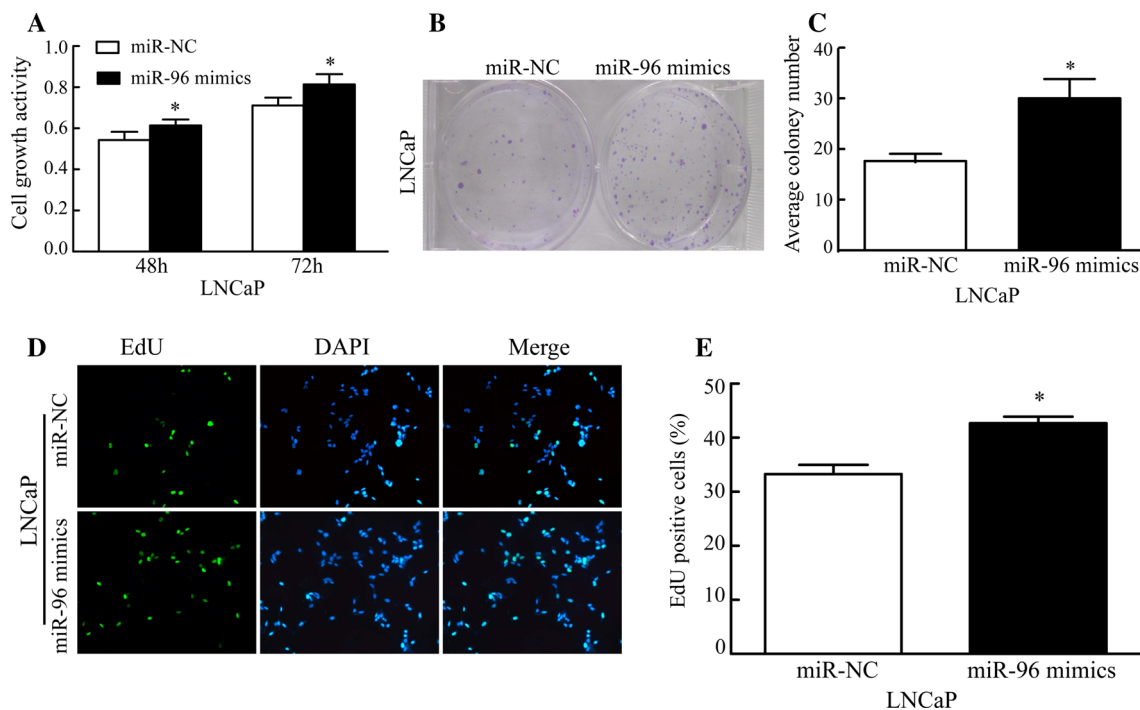 A
miR-NC
miR-96 mimics
Cell growth activity
1.0
0.8
0.6
0.4
0.2
0.0
*
*
48h
72h
LNCaP
B
miR-NC
miR-96 mimics
LNCaP
C
Average coloney number
40
30
20
10
0
*
miR-NC
miR-96 mimics
LNCaP
D
EdU
DAPI
Merge
LNCaP
miR-NC
miR-96 mimics
E
EdU positive cells (%)
50
40
30
20
10
0
*
miR-NC
miR-96 mimics
LNCaP